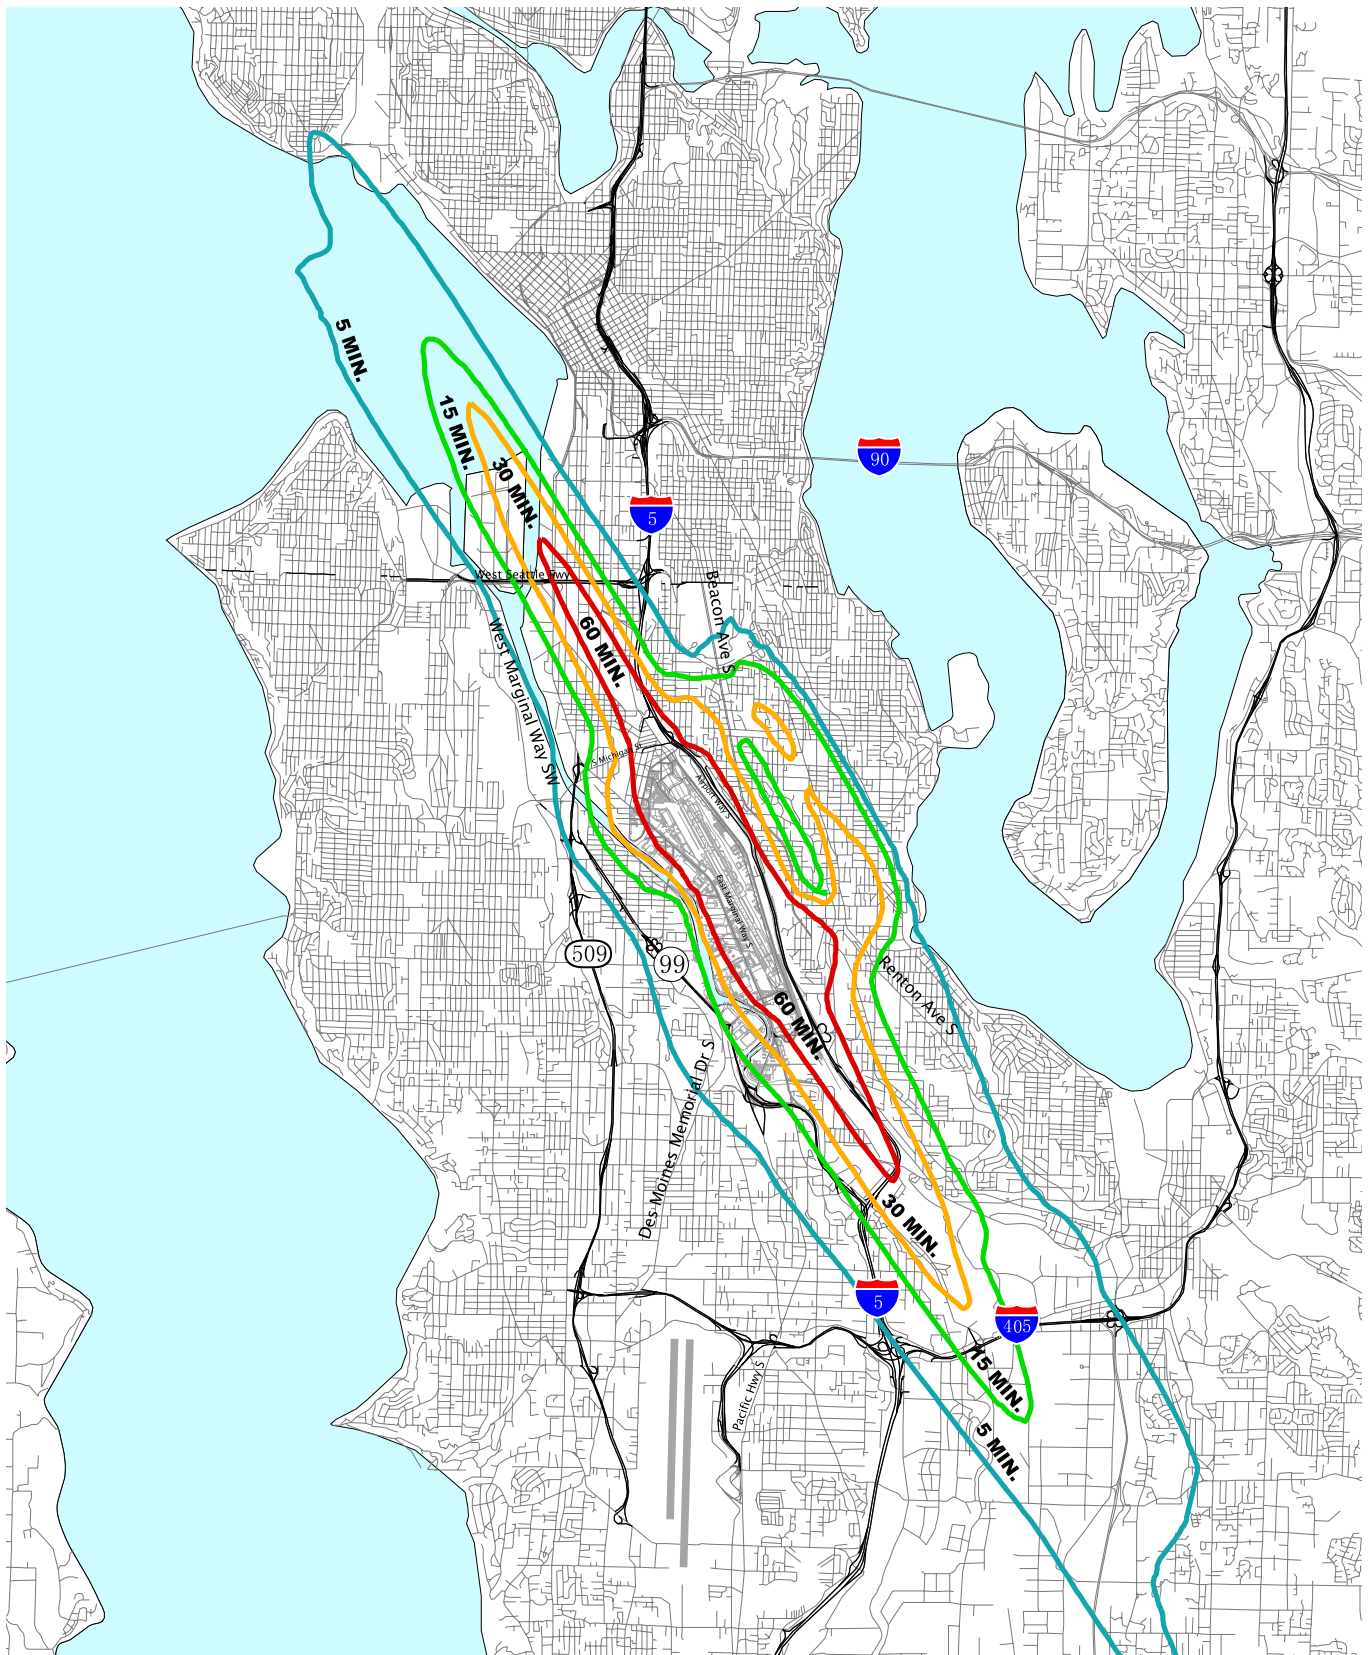 5 MIN.
15 MIN.
30 MIN.
90
5
West Seattle Fwy
Beacon Ave S
60 MIN.
West Marginal Way SW
S Michigan St
Airport Way S
East Marginal Way S
509
99
Renton Ave S
60 MIN.
Des Moines Memorial Dr S
30 MIN.
5
405
15 MIN.
Pacific Hwy S
5 MIN.